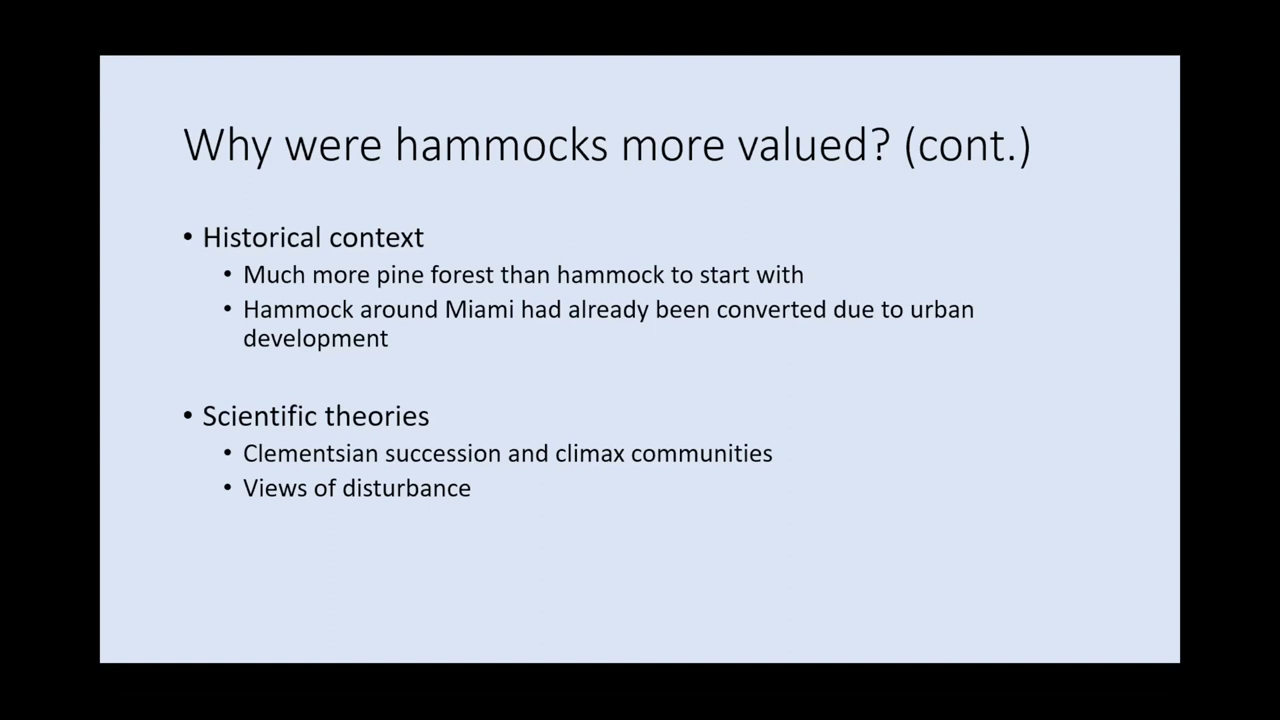 Why were hammocks more valued? (cont.)
• Historical context
• Much more pine forest than hammock to start with
• Hammock around Miami had already been converted due to urban
development
• Scientific theories
• Clementsian succession and climax communities
• Views of disturbance